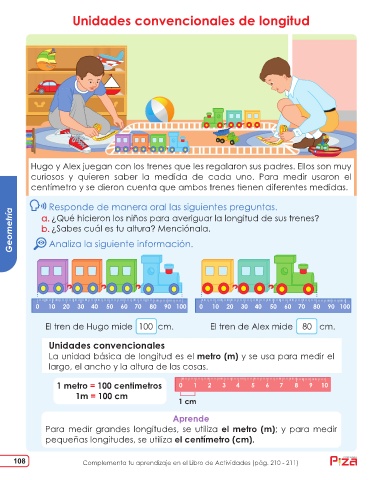 Unidades convencionales de longitud
Hugo y Alex juegan con los trenes que les regalaron sus padres. Ellos son muy
curiosos y quieren saber la medida de cada uno. Para medir usaron el
centímetro y se dieron cuenta que ambos trenes tienen diferentes medidas.
Geometría
Responde de manera oral las siguientes preguntas.
a. ¿Qué hicieron los niños para averiguar la longitud de sus trenes?
b. ¿Sabes cuál es tu altura? Menciónala.
Analiza la siguiente información.
0 10 20 30 40 50 60 70 80 90 100
0 10 20 30 40 50 60 70 80 90 100
El tren de Hugo mide 100 cm.
El tren de Alex mide 80 cm.
Unidades convencionales
La unidad básica de longitud es el metro (m) y se usa para medir el
largo, el ancho y la altura de las cosas.
1 metro = 100 centímetros
1m = 100 cm
0 1 2 3 4 5 6 7 8 9 10
1 cm
Aprende
Para medir grandes longitudes, se utiliza el metro (m); y para medir
pequeñas longitudes, se utiliza el centímetro (cm).
108
Complementa tu aprendizaje en el Libro de Actividades (pág. 210 - 211)